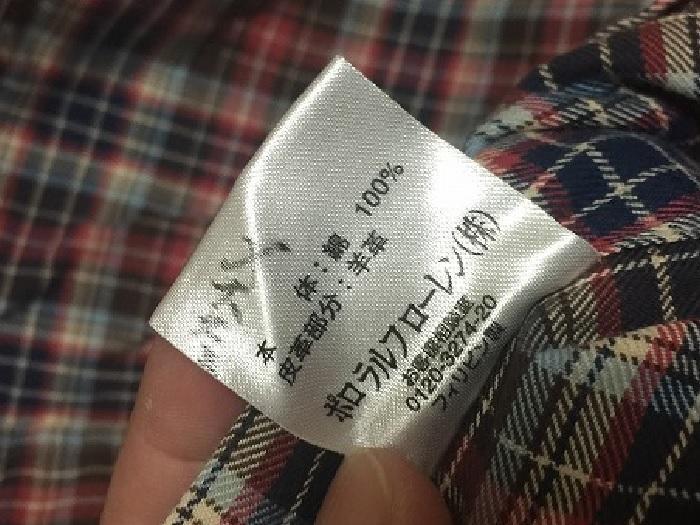 本　体：綿　100%
皮革部分：羊革
ポロ ラルフ ローレン(株)
お客様相談室
0120-3274-20
フィリピン製